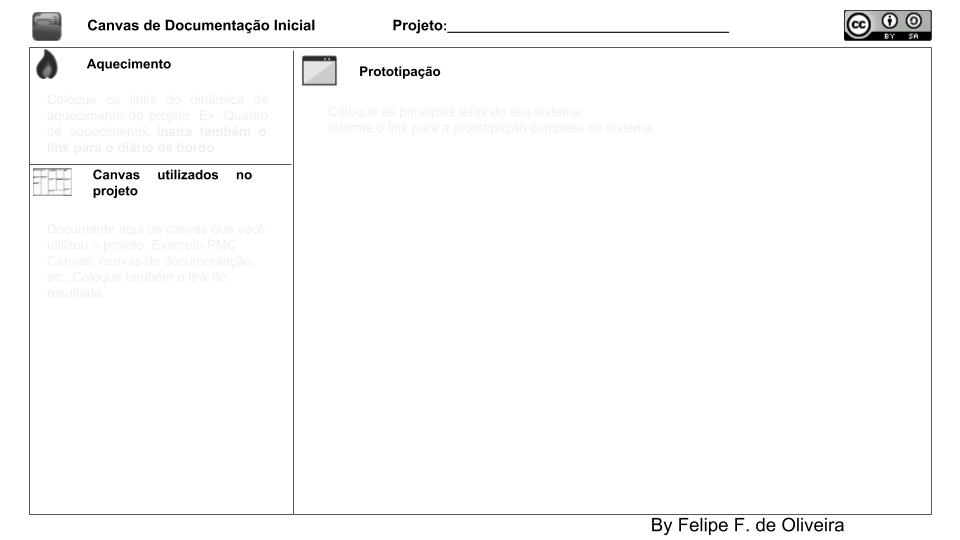 Canvas de Documentação Inicial
Projeto:
cc BY SA
Aquecimento
Coloque os links do dinâmica de
aquecimento do projeto. Ex. Quadro
de aquecimento. Insira também o
link para o diário de bordo
Canvas utilizados no
projeto
Documente aqui os canvas que você
utilizou o projeto. Exemplo PMC
Canvas, canvas de documentação,
etc. Coloque também o link do
resultado.
Prototipação
Coloque as principais telas do seu sistema.
Informe o link para a prototipação completa do sistema.
By Felipe F. de Oliveira